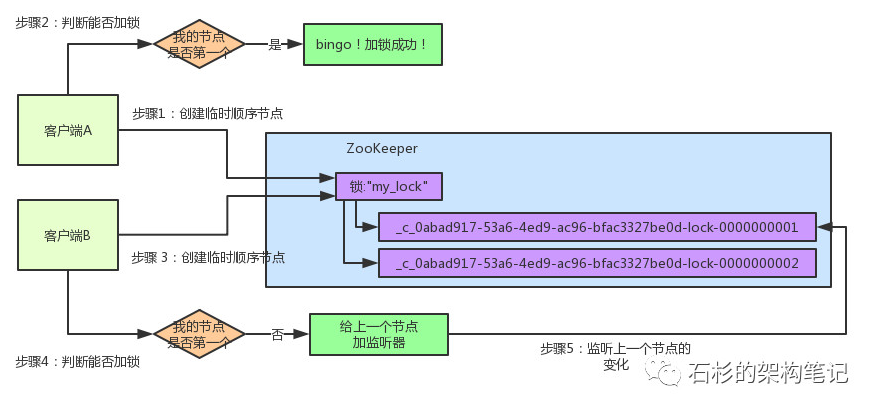 步骤2：判断能否加锁
我的节点
是否第一个
是
bingo！加锁成功！
客户端A
步骤1：创建临时顺序节点
ZooKeeper
锁:"my_lock"
_c_0abad917-53a6-4ed9-ac96-bfac3327be0d-lock-0000000001
_c_0abad917-53a6-4ed9-ac96-bfac3327be0d-lock-0000000002
客户端B
步骤 3：创建临时顺序节点
我的节点
是否第一个
否
给上一个节点
加监听器
步骤4：判断能否加锁
步骤5：监听上一个节点的
变化
石杉的架构笔记